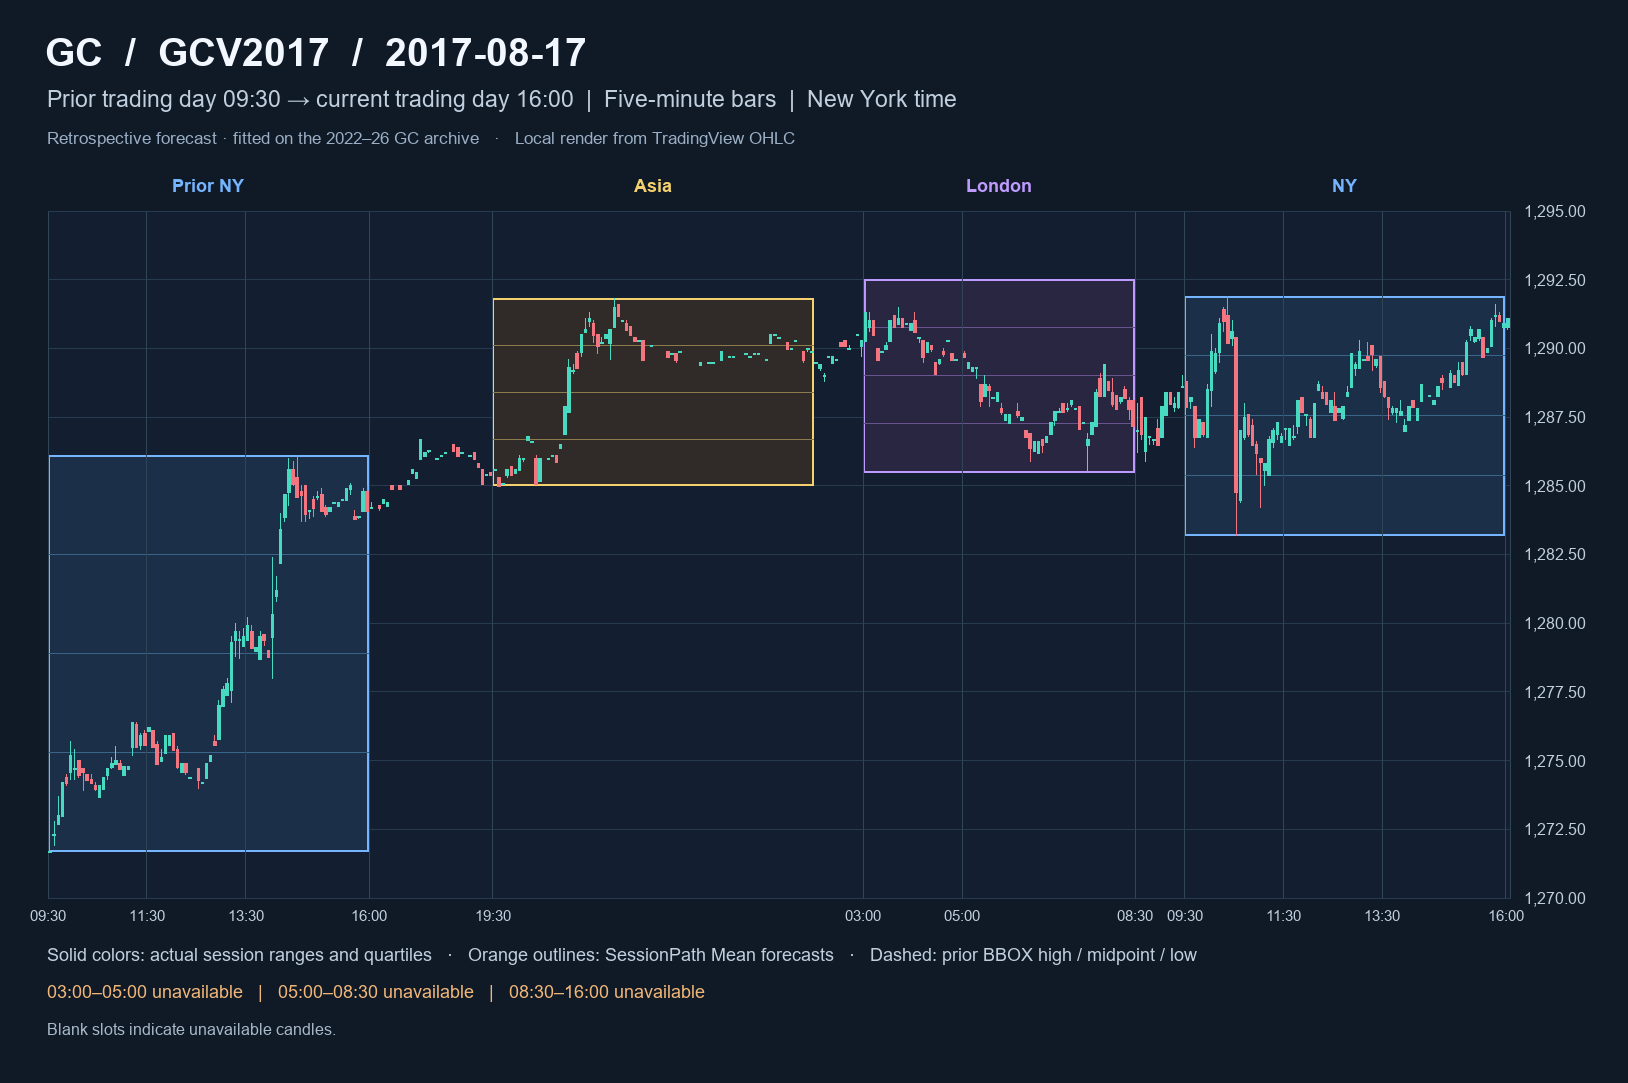 GC / GCV2017 / 2017-08-17
Prior trading day 09:30 → current trading day 16:00 | Five-minute bars | New York time
Retrospective forecast · fitted on the 2022–26 GC archive · Local render from TradingView OHLC
Prior NY Asia London NY
1,295.00
1,292.50
1,290.00
1,287.50
1,285.00
1,282.50
1,280.00
1,277.50
1,275.00
1,272.50
1,270.00
09:30 11:30 13:30 16:00 19:30 03:00 05:00 08:30 09:30 11:30 13:30 16:00
Solid colors: actual session ranges and quartiles · Orange outlines: SessionPath Mean forecasts · Dashed: prior BBOX high / midpoint / low
03:00–05:00 unavailable | 05:00–08:30 unavailable | 08:30–16:00 unavailable
Blank slots indicate unavailable candles.